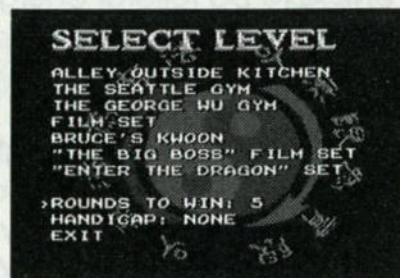 SELECT LEVEL
ALLEY OUTSIDE KITCHEN
THE SEATTLE GYM
THE GEORGE WU GYM
FILM SET
BRUCE'S KWOON
"THE BIG BOSS" FILM SET
"ENTER THE DRAGON" SET
>ROUNDS TO WIN: 5
HANDICAP: NONE
EXIT